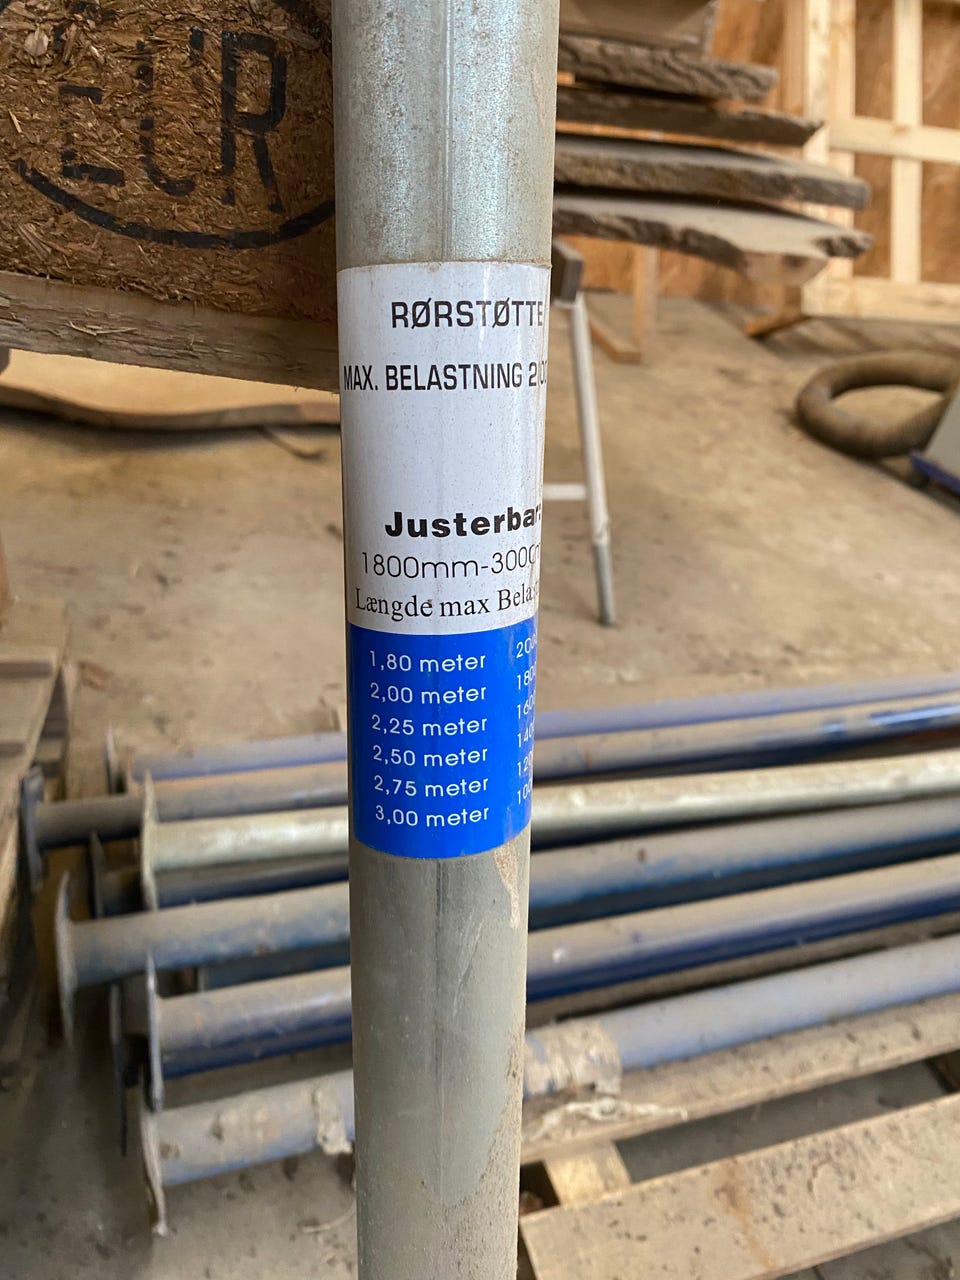 EUR
RØRSTØTTE
MAX. BELASTNING
Justerbar
1800mm-3000
Længde max
1,80 meter
2,00 meter
2,25 meter
2,50 meter
2,75 meter
3,00 meter